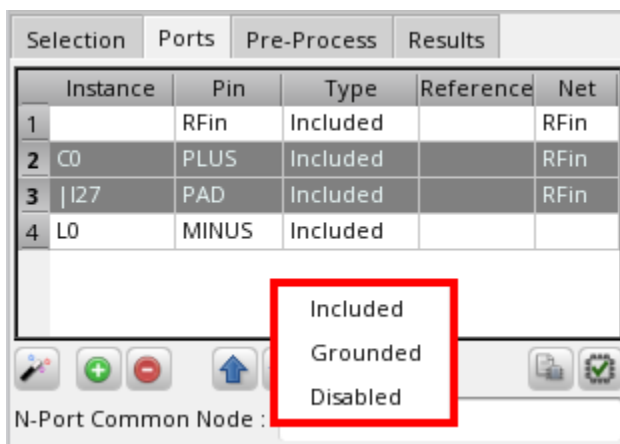 Selection Ports Pre-Process Results
Instance Pin Type Reference Net
1 RFin Included RFin
2 C0 PLUS Included RFin
3 |I27 PAD Included RFin
4 L0 MINUS Included
Included
Grounded
Disabled
N-Port Common Node :